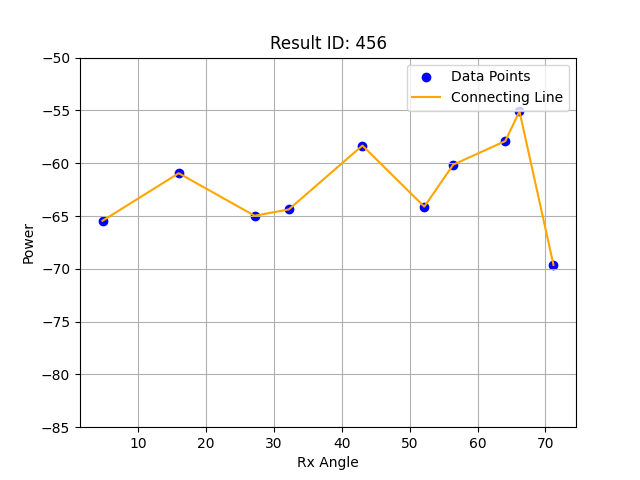 Result ID: 456
Data Points
Connecting Line
−50
−55
−60
−65
−70
−75
−80
−85
Power
10 20 30 40 50 60 70
Rx Angle